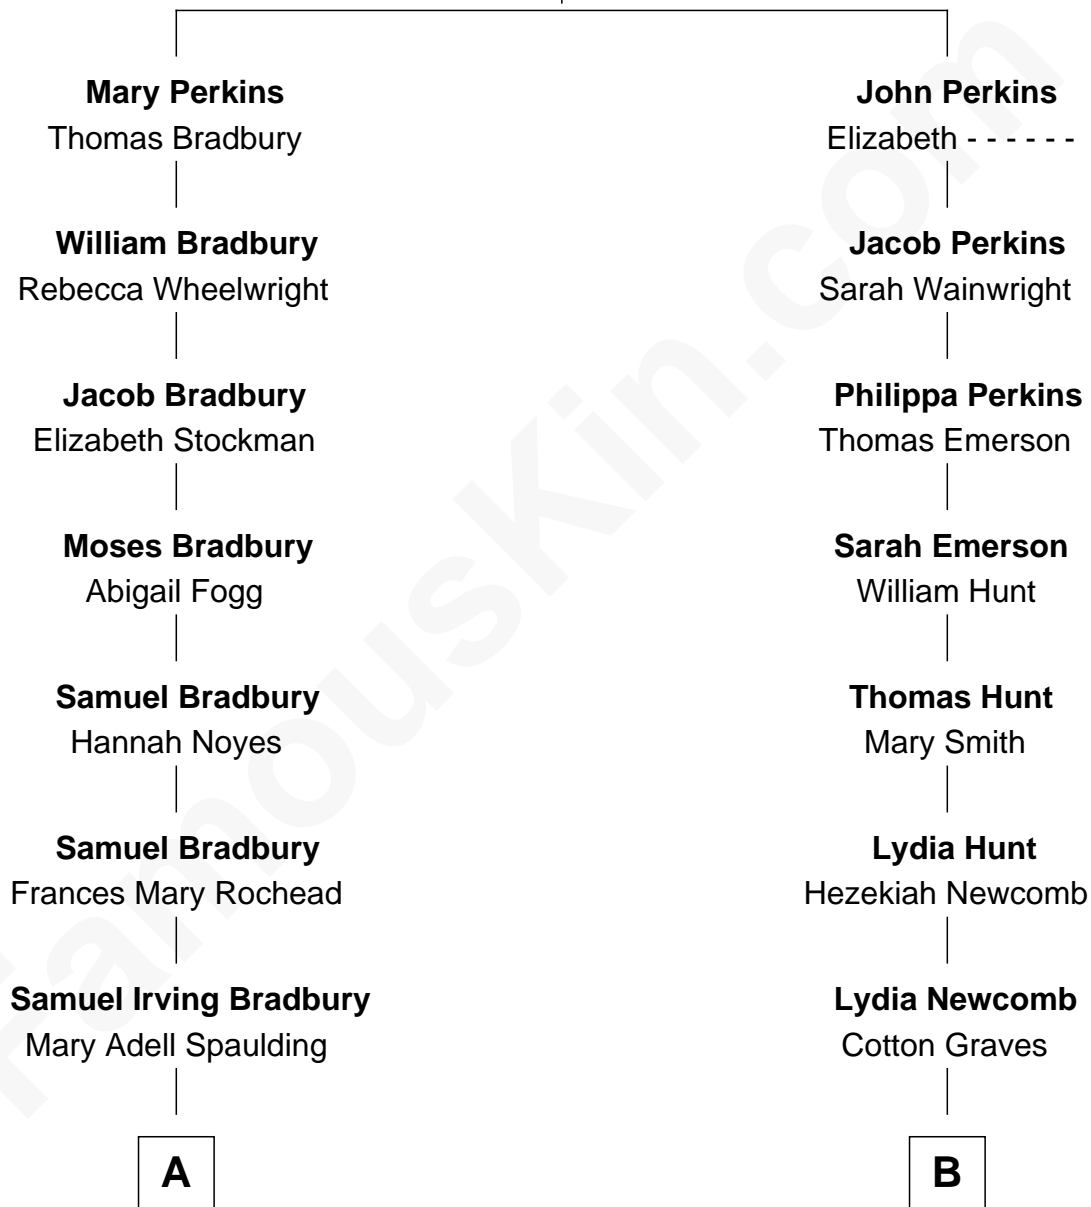 Mary Perkins
Thomas Bradbury
William Bradbury
Rebecca Wheelwright
Jacob Bradbury
Elizabeth Stockman
Moses Bradbury
Abigail Fogg
Samuel Bradbury
Hannah Noyes
Samuel Bradbury
Frances Mary Rochead
Samuel Irving Bradbury
Mary Adell Spaulding
A
John Perkins
Elizabeth - - - - - -
Jacob Perkins
Sarah Wainwright
Philippa Perkins
Thomas Emerson
Sarah Emerson
William Hunt
Thomas Hunt
Mary Smith
Lydia Hunt
Hezekiah Newcomb
Lydia Newcomb
Cotton Graves
B
FamousKin.com